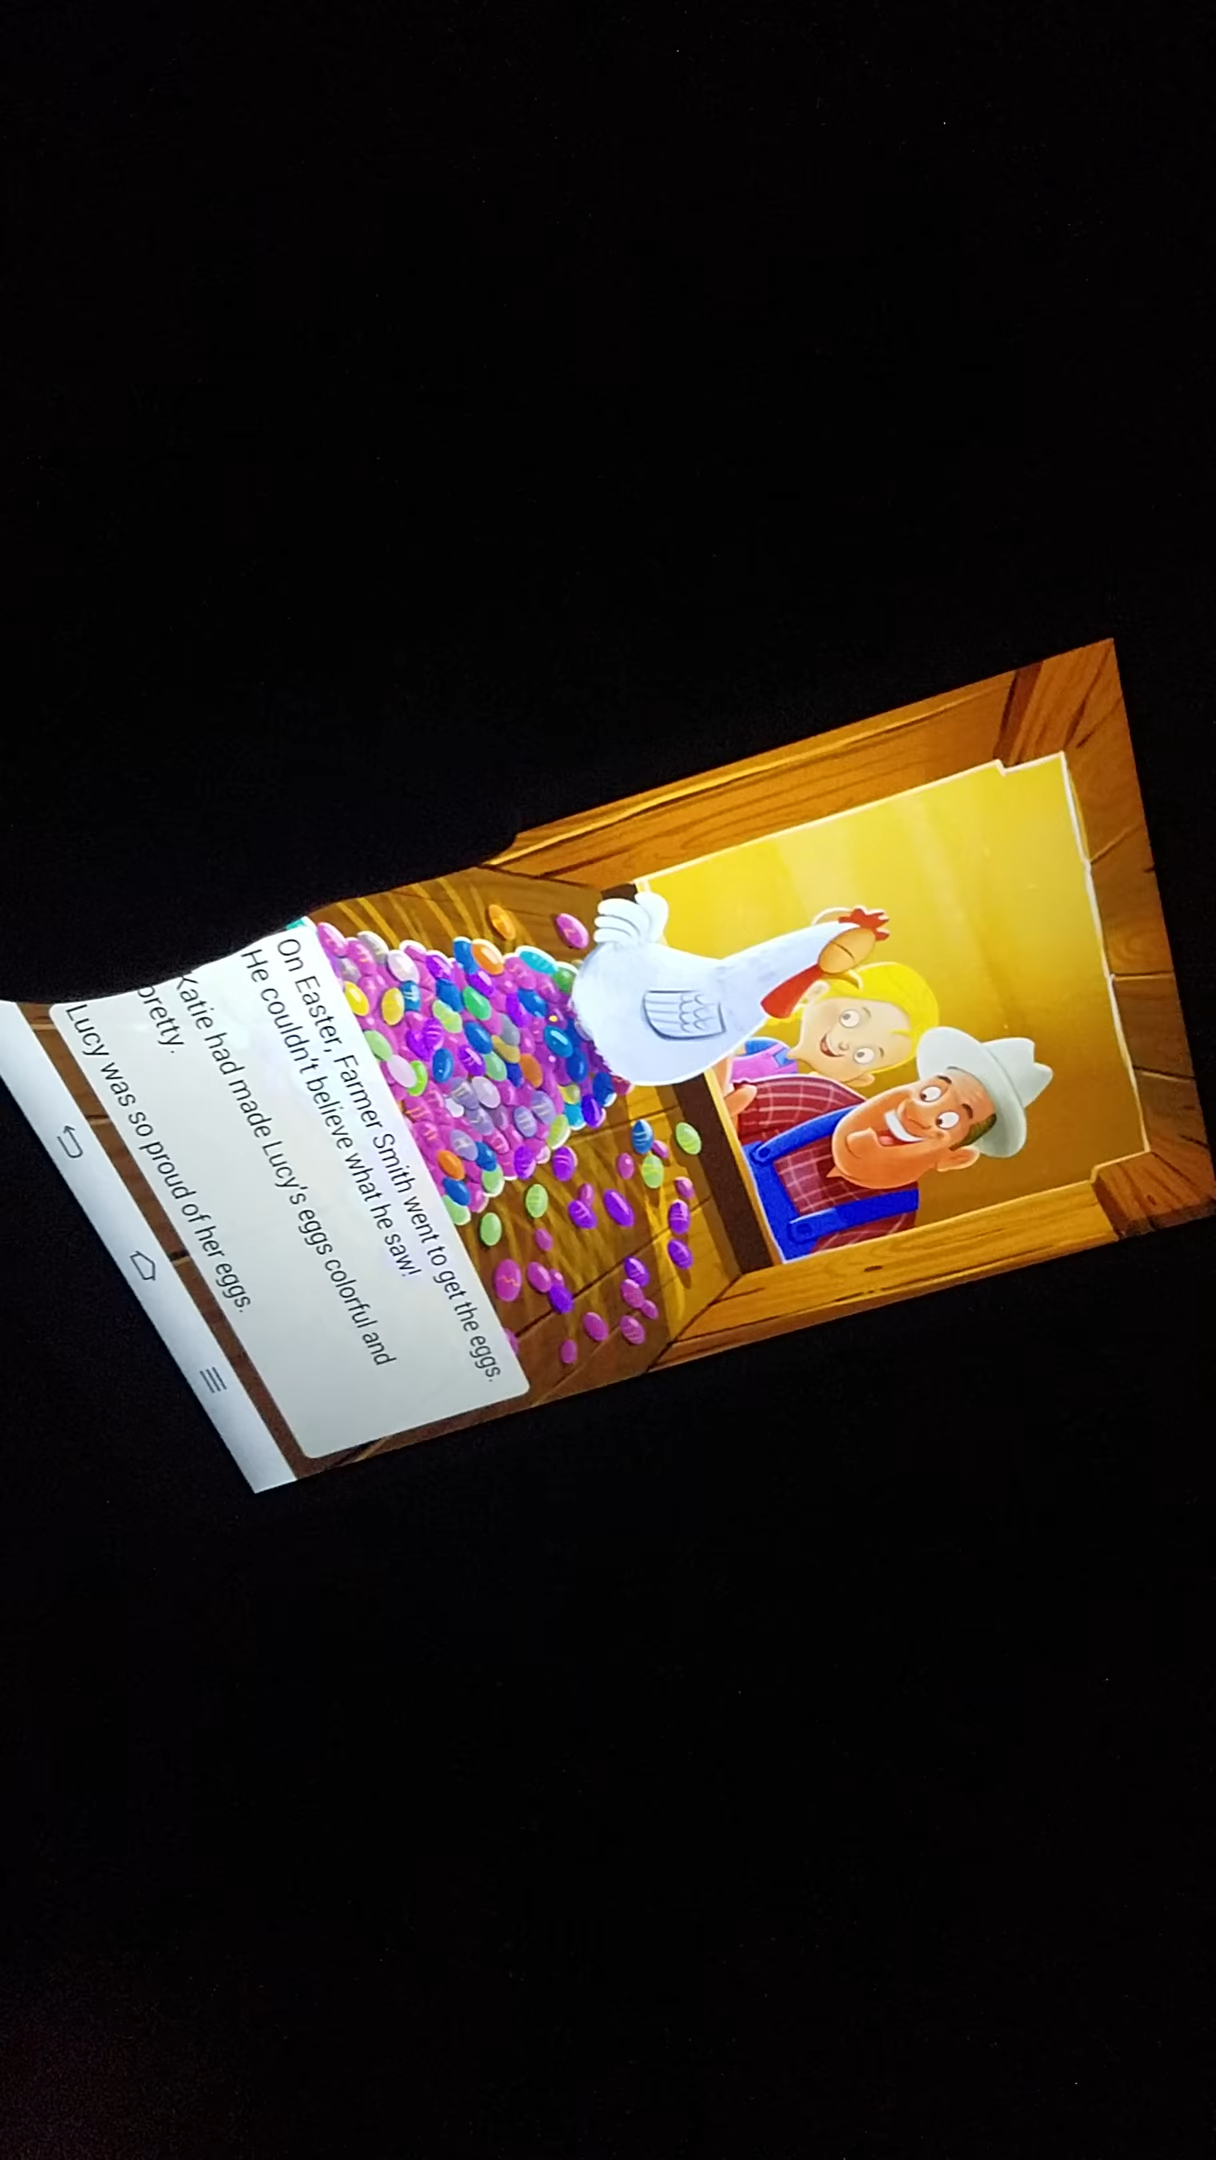 On Easter, Farmer Smith went to get the eggs.
He couldn't believe what he saw!
Katie had made Lucy's eggs colorful and
pretty.
Lucy was so proud of her eggs.